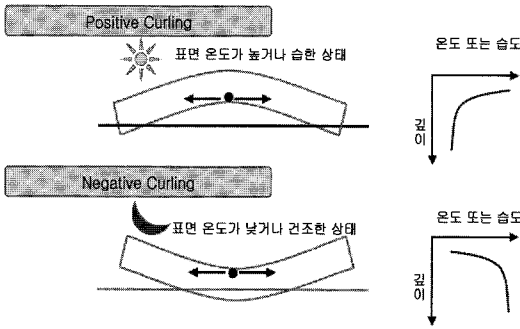 Positive Curling
표면 온도가 높거나 습한 상태
온도 또는 습도
깊이
Negative Curling
표면 온도가 낮거나 건조한 상태
온도 또는 습도
깊이